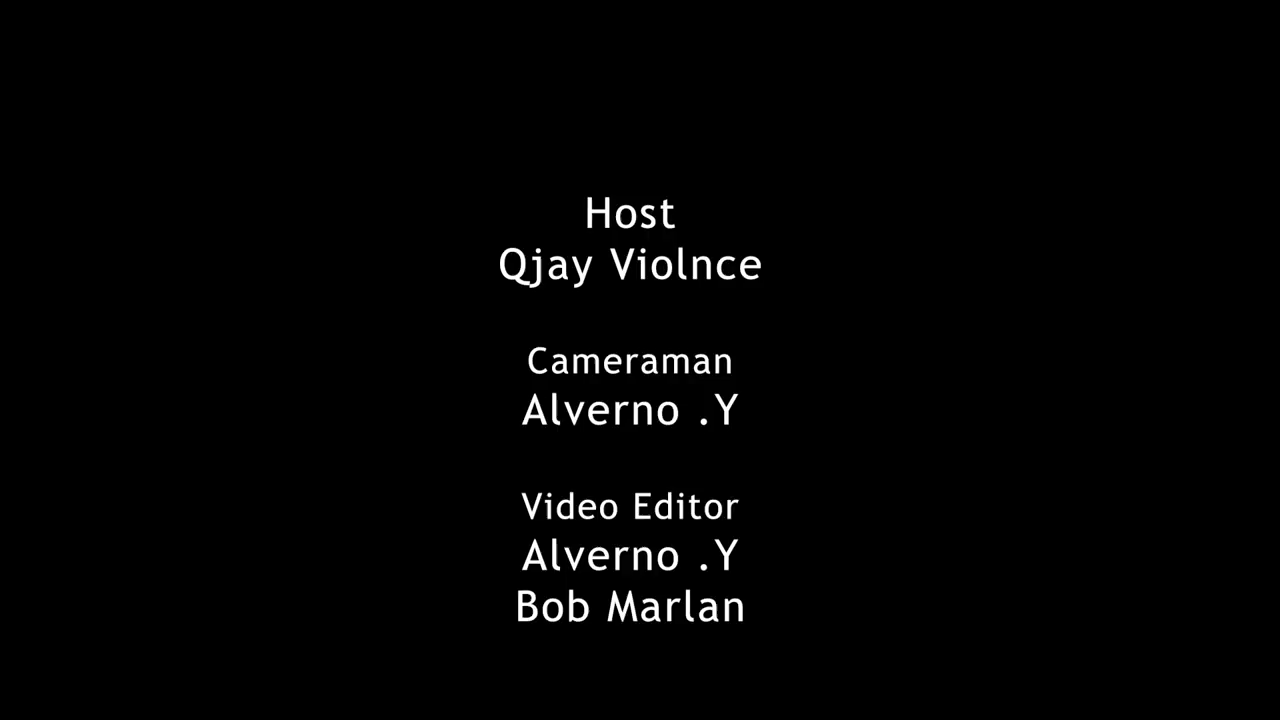 Host
Qjay Violnce
Cameraman
Alverno .Y
Video Editor
Alverno .Y
Bob Marlan